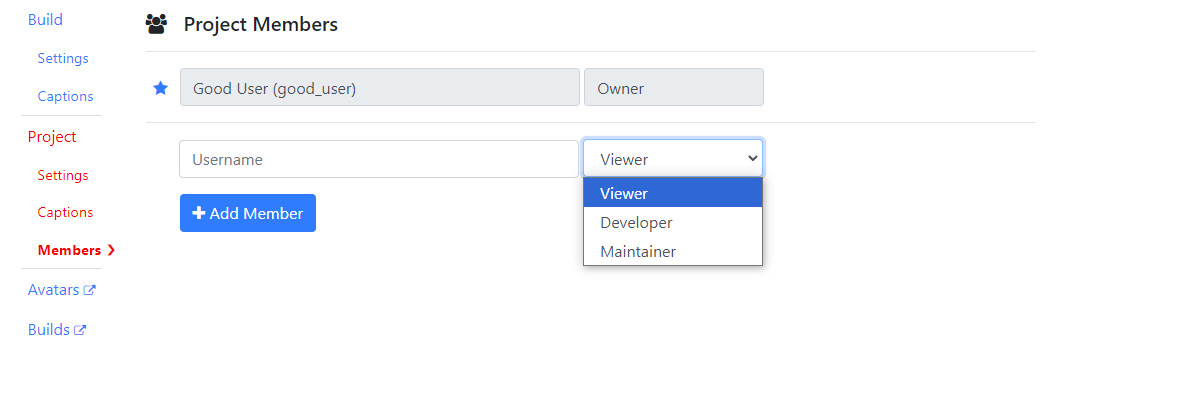 Build
Settings
Captions
Project
Settings
Captions
Members
Avatars
Builds
Project Members
Good User (good_user)
Owner
Username
Viewer
Viewer
Developer
Maintainer
Add Member